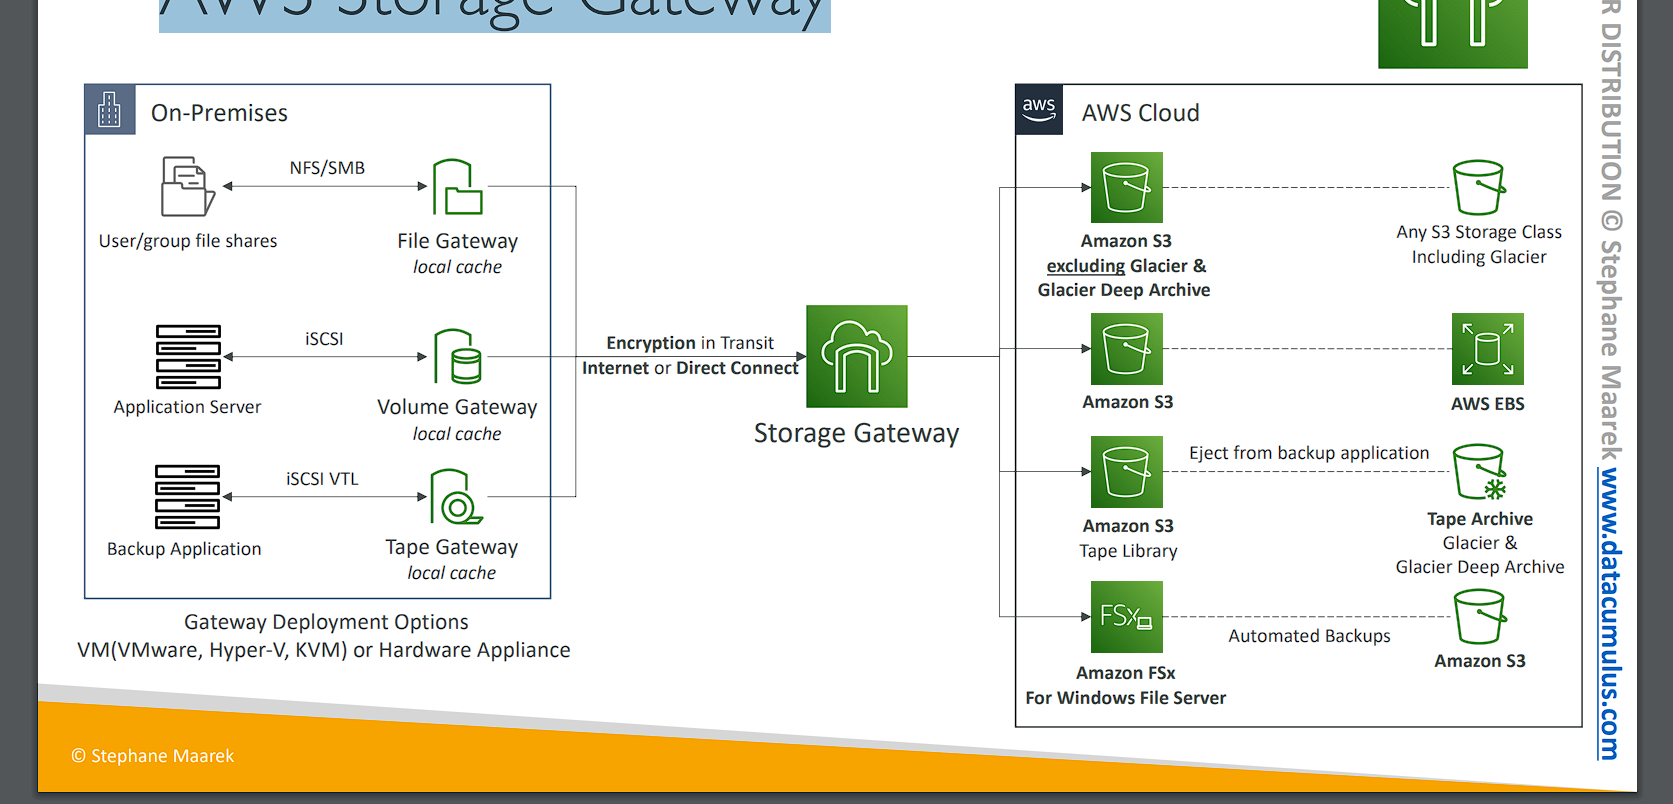 AWS Storage Gateway
On-Premises
NFS/SMB
User/group file shares
File Gateway
local cache
iSCSI
Application Server
Volume Gateway
local cache
iSCSI VTL
Backup Application
Tape Gateway
local cache
Gateway Deployment Options
VM(VMware, Hyper-V, KVM) or Hardware Appliance
Encryption in Transit
Internet or Direct Connect
Storage Gateway
aws
AWS Cloud
Amazon S3
excluding Glacier &
Glacier Deep Archive
Any S3 Storage Class
Including Glacier
Amazon S3
AWS EBS
Amazon S3
Tape Library
Eject from backup application
Tape Archive
Glacier &
Glacier Deep Archive
FSx
Amazon FSx
For Windows File Server
Automated Backups
Amazon S3
© Stephane Maarek
R DISTRIBUTION © Stephane Maarek www.datacumulus.com